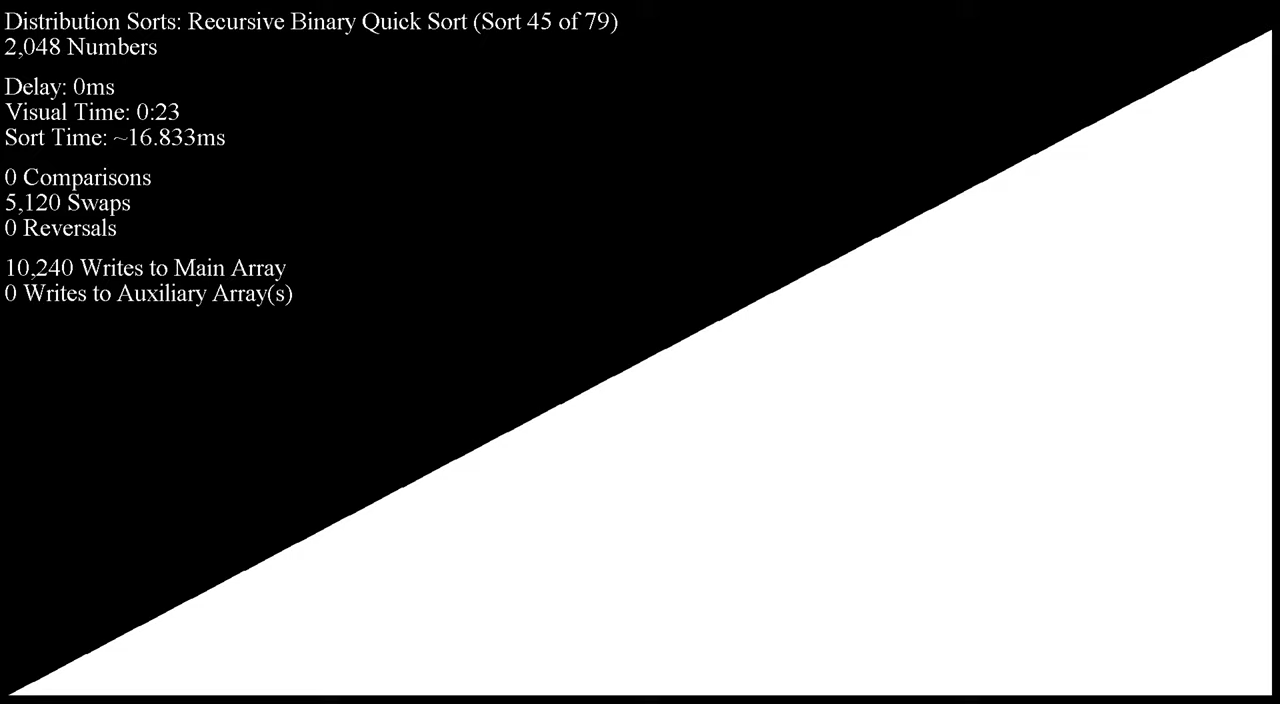 Distribution Sorts: Recursive Binary Quick Sort (Sort 45 of 79)
2,048 Numbers
Delay: 0ms
Visual Time: 0:23
Sort Time: ~16.833ms
0 Comparisons
5,120 Swaps
0 Reversals
10,240 Writes to Main Array
0 Writes to Auxiliary Array(s)